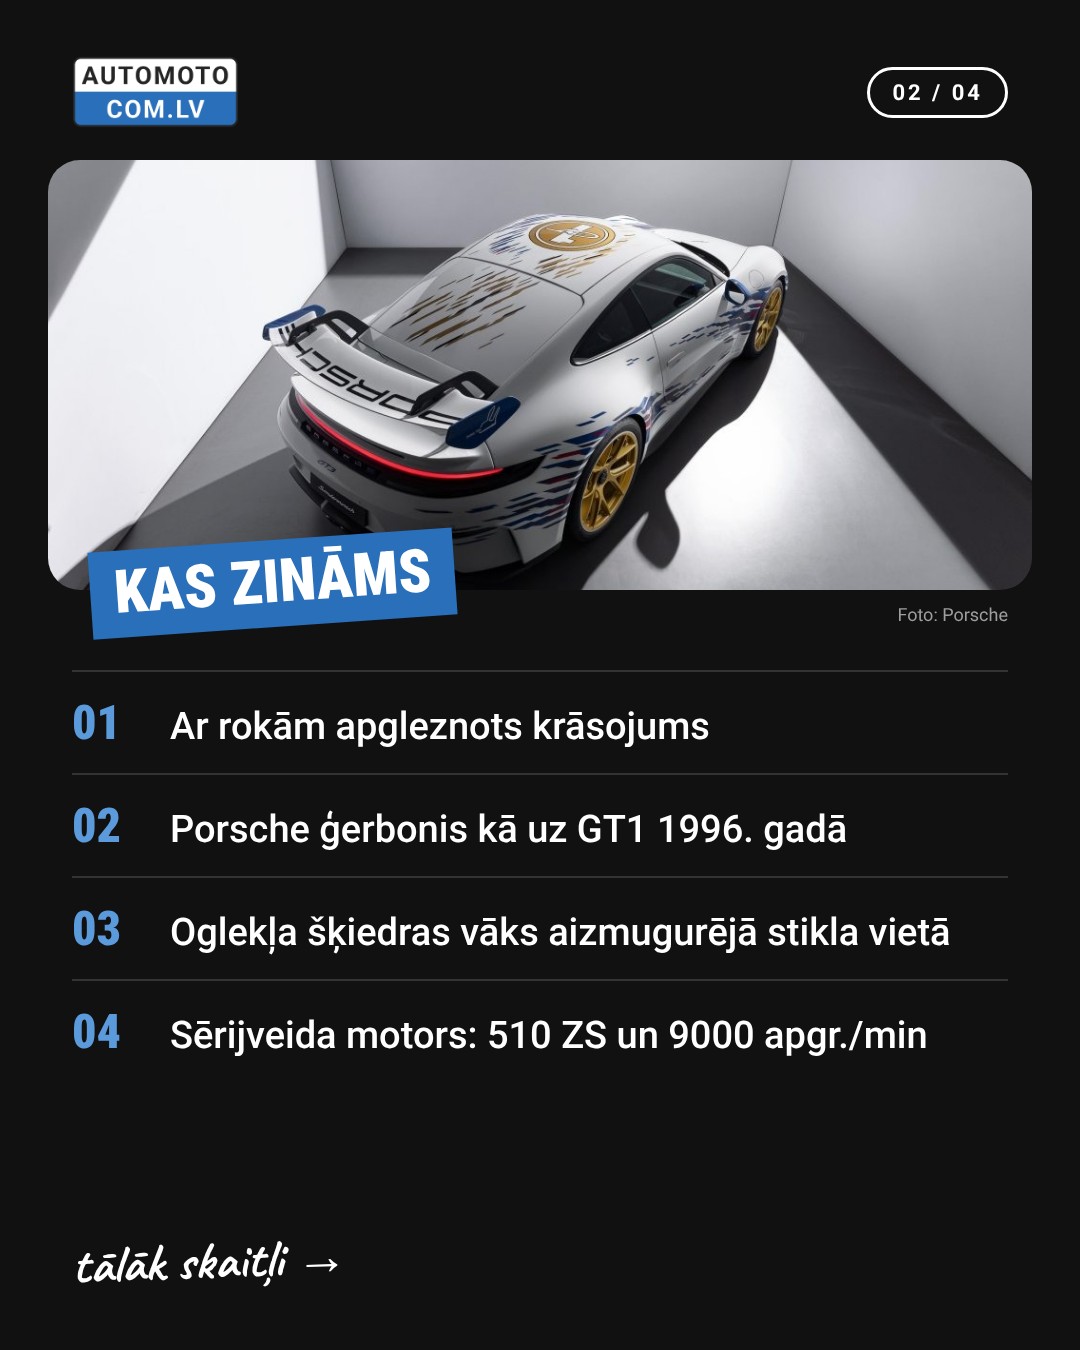 AUTOMOTO
COM.LV
02 / 04
PORSCHE
GT3
KAS ZINĀMS
Foto: Porsche
01 Ar rokām apgleznots krāsojums
02 Porsche ģerbonis kā uz GT1 1996. gadā
03 Oglekļa šķiedras vāks aizmugurējā stikla vietā
04 Sērijveida motors: 510 ZS un 9000 apgr./min
tālāk skaitļi →